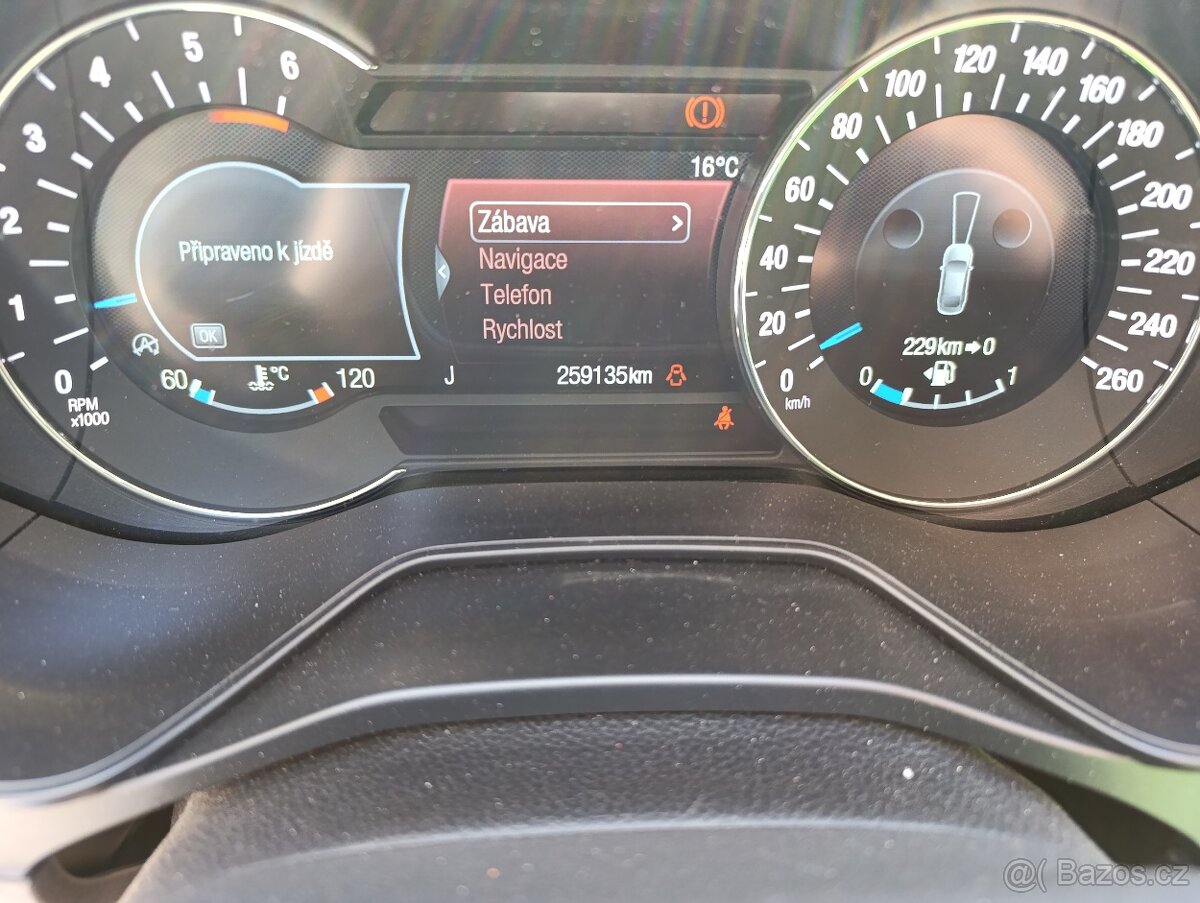 0 1 2 3 4 5 6
RPM
x1000
Připraveno k jízdě
OK
60 °C 120
16°C
Zábava >
Navigace
Telefon
Rychlost
J 259135km
0 20 40 60 80 100 120 140 160 180 200 220 240 260
km/h
229km➡0
0 1
@( Bazos.cz